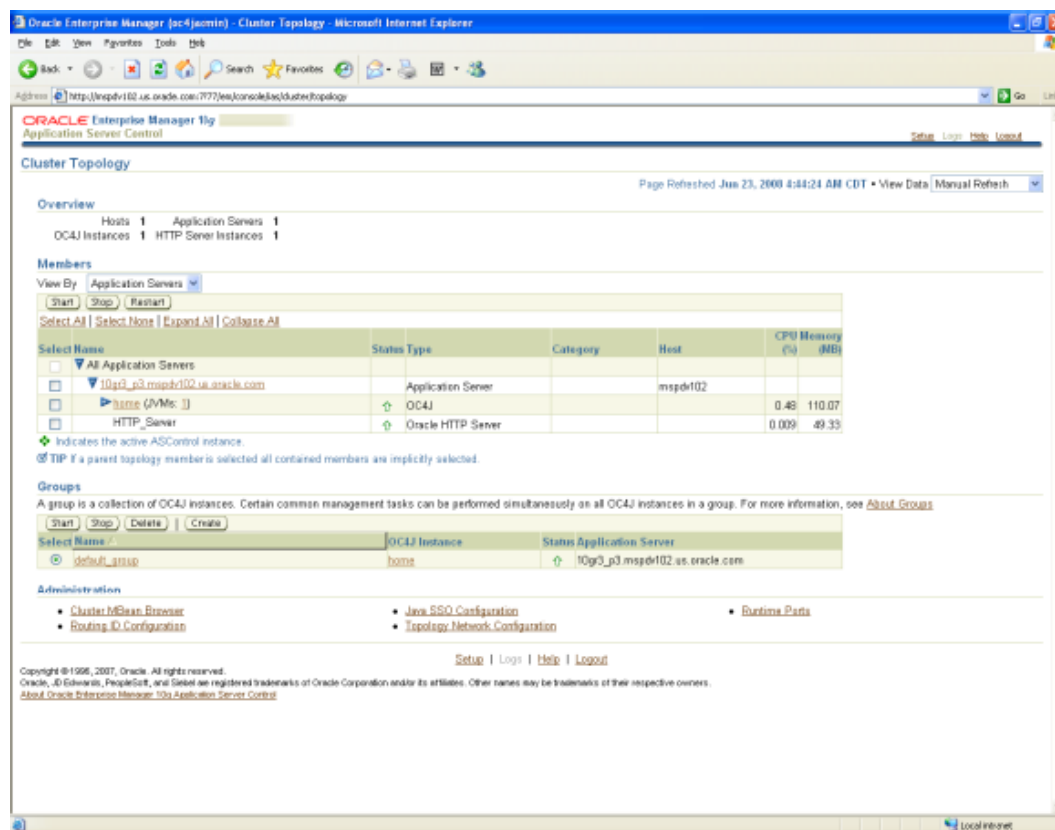 Oracle Enterprise Manager (oc4jadmin) - Cluster Topology - Microsoft Internet Explorer
File Edit View Favorites Tools Help
Back Search Favorites
Address http://mspdv102.us.oracle.com:7777/em/console/ias/cluster/topology Go
ORACLE Enterprise Manager 10g
Application Server Control
Setup Logs Help Logout
Cluster Topology
Page Refreshed Jun 23, 2008 4:44:24 AM CDT • View Data Manual Refresh
Overview
Hosts 1 Application Servers 1
OC4J Instances 1 HTTP Server Instances 1
Members
View By Application Servers
Start Stop Restart
Select All | Select None | Expand All | Collapse All
Select Name Status Type Category Host CPU (%) Memory (MB)
All Application Servers
10gr3_p3.mspdv102.us.oracle.com Application Server mspdv102
home (JVMs: 1) OC4J 0.48 110.07
HTTP_Server Oracle HTTP Server 0.009 49.33
Indicates the active ASControl instance.
TIP If a parent topology member is selected all contained members are implicitly selected.
Groups
A group is a collection of OC4J instances. Certain common management tasks can be performed simultaneously on all OC4J instances in a group. For more information, see About Groups
Start Stop Delete | Create
Select Name OC4J Instance Status Application Server
default_group home 10gr3_p3.mspdv102.us.oracle.com
Administration
• Cluster MBean Browser • Java SSO Configuration • Runtime Ports
• Routing ID Configuration • Topology Network Configuration
Setup | Logs | Help | Logout
Copyright © 1996, 2007, Oracle. All rights reserved.
Oracle, JD Edwards, PeopleSoft, and Siebel are registered trademarks of Oracle Corporation and/or its affiliates. Other names may be trademarks of their respective owners.
About Oracle Enterprise Manager 10g Application Server Control
Local intranet